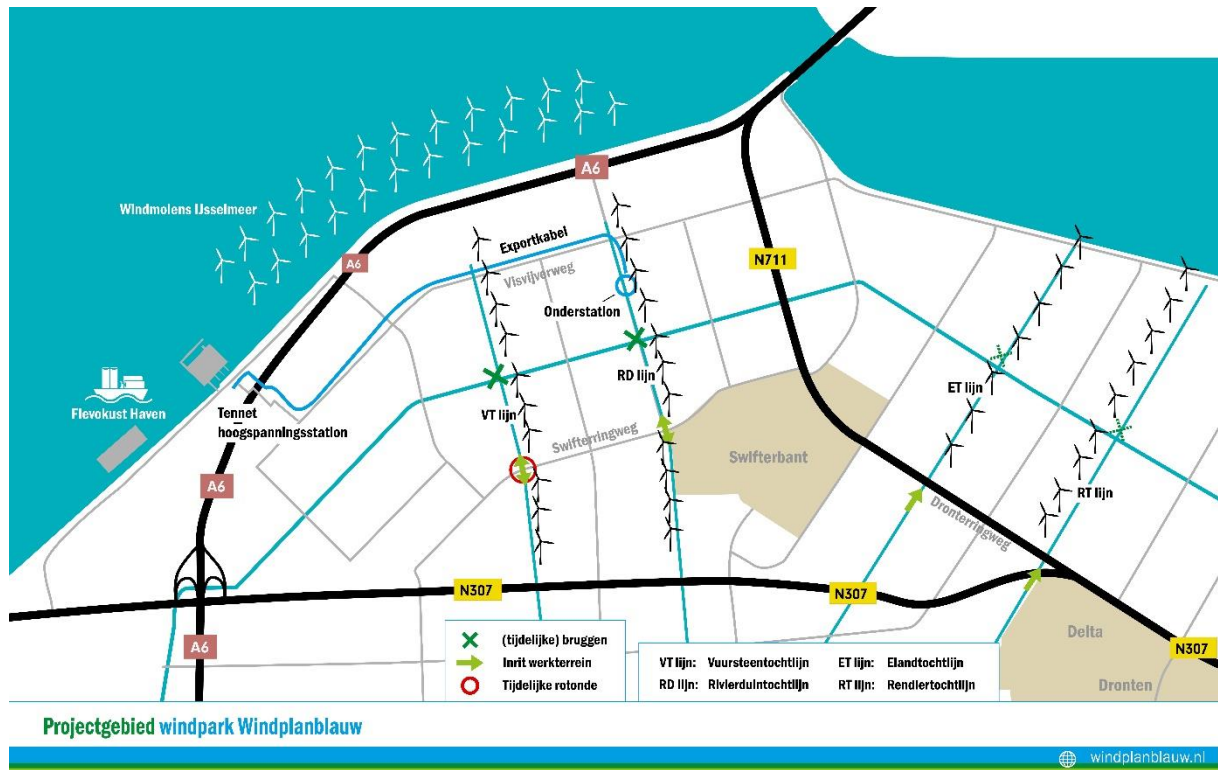 A6
Windmolens IJsselmeer
A6
Exportkabel
Visvijverweg
N711
Onderstation
Flevokust Haven
Tennet
hoogspanningsstation
RD lijn
VT lijn
ET lijn
Swifterringweg
Swifterbant
A6
RT lijn
Dronterringweg
N307
N307
A6
Delta
N307
Dronten
(tijdelijke) bruggen
Inrit werkterrein
Tijdelijke rotonde
VT lijn: Vuursteentochtlijn
RD lijn: Rivierduintochtlijn
ET lijn: Elandtochtlijn
RT lijn: Rendiertochtlijn
Projectgebied windpark Windplanblauw
windplanblauw.nl